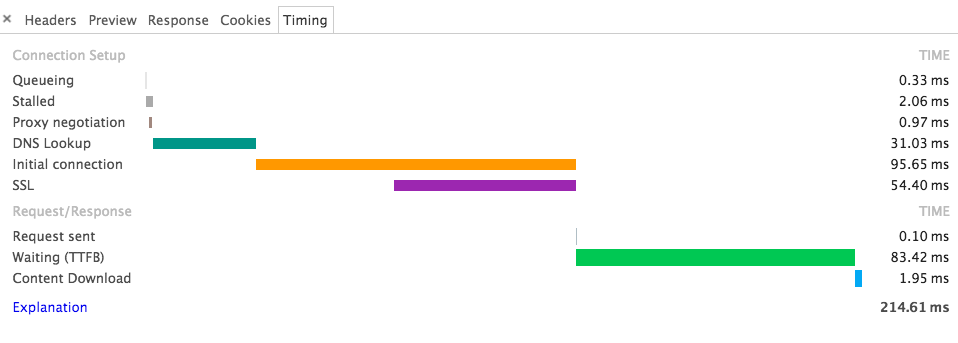 × Headers Preview Response Cookies Timing
Connection Setup TIME
Queueing 0.33 ms
Stalled 2.06 ms
Proxy negotiation 0.97 ms
DNS Lookup 31.03 ms
Initial connection 95.65 ms
SSL 54.40 ms
Request/Response TIME
Request sent 0.10 ms
Waiting (TTFB) 83.42 ms
Content Download 1.95 ms
Explanation 214.61 ms